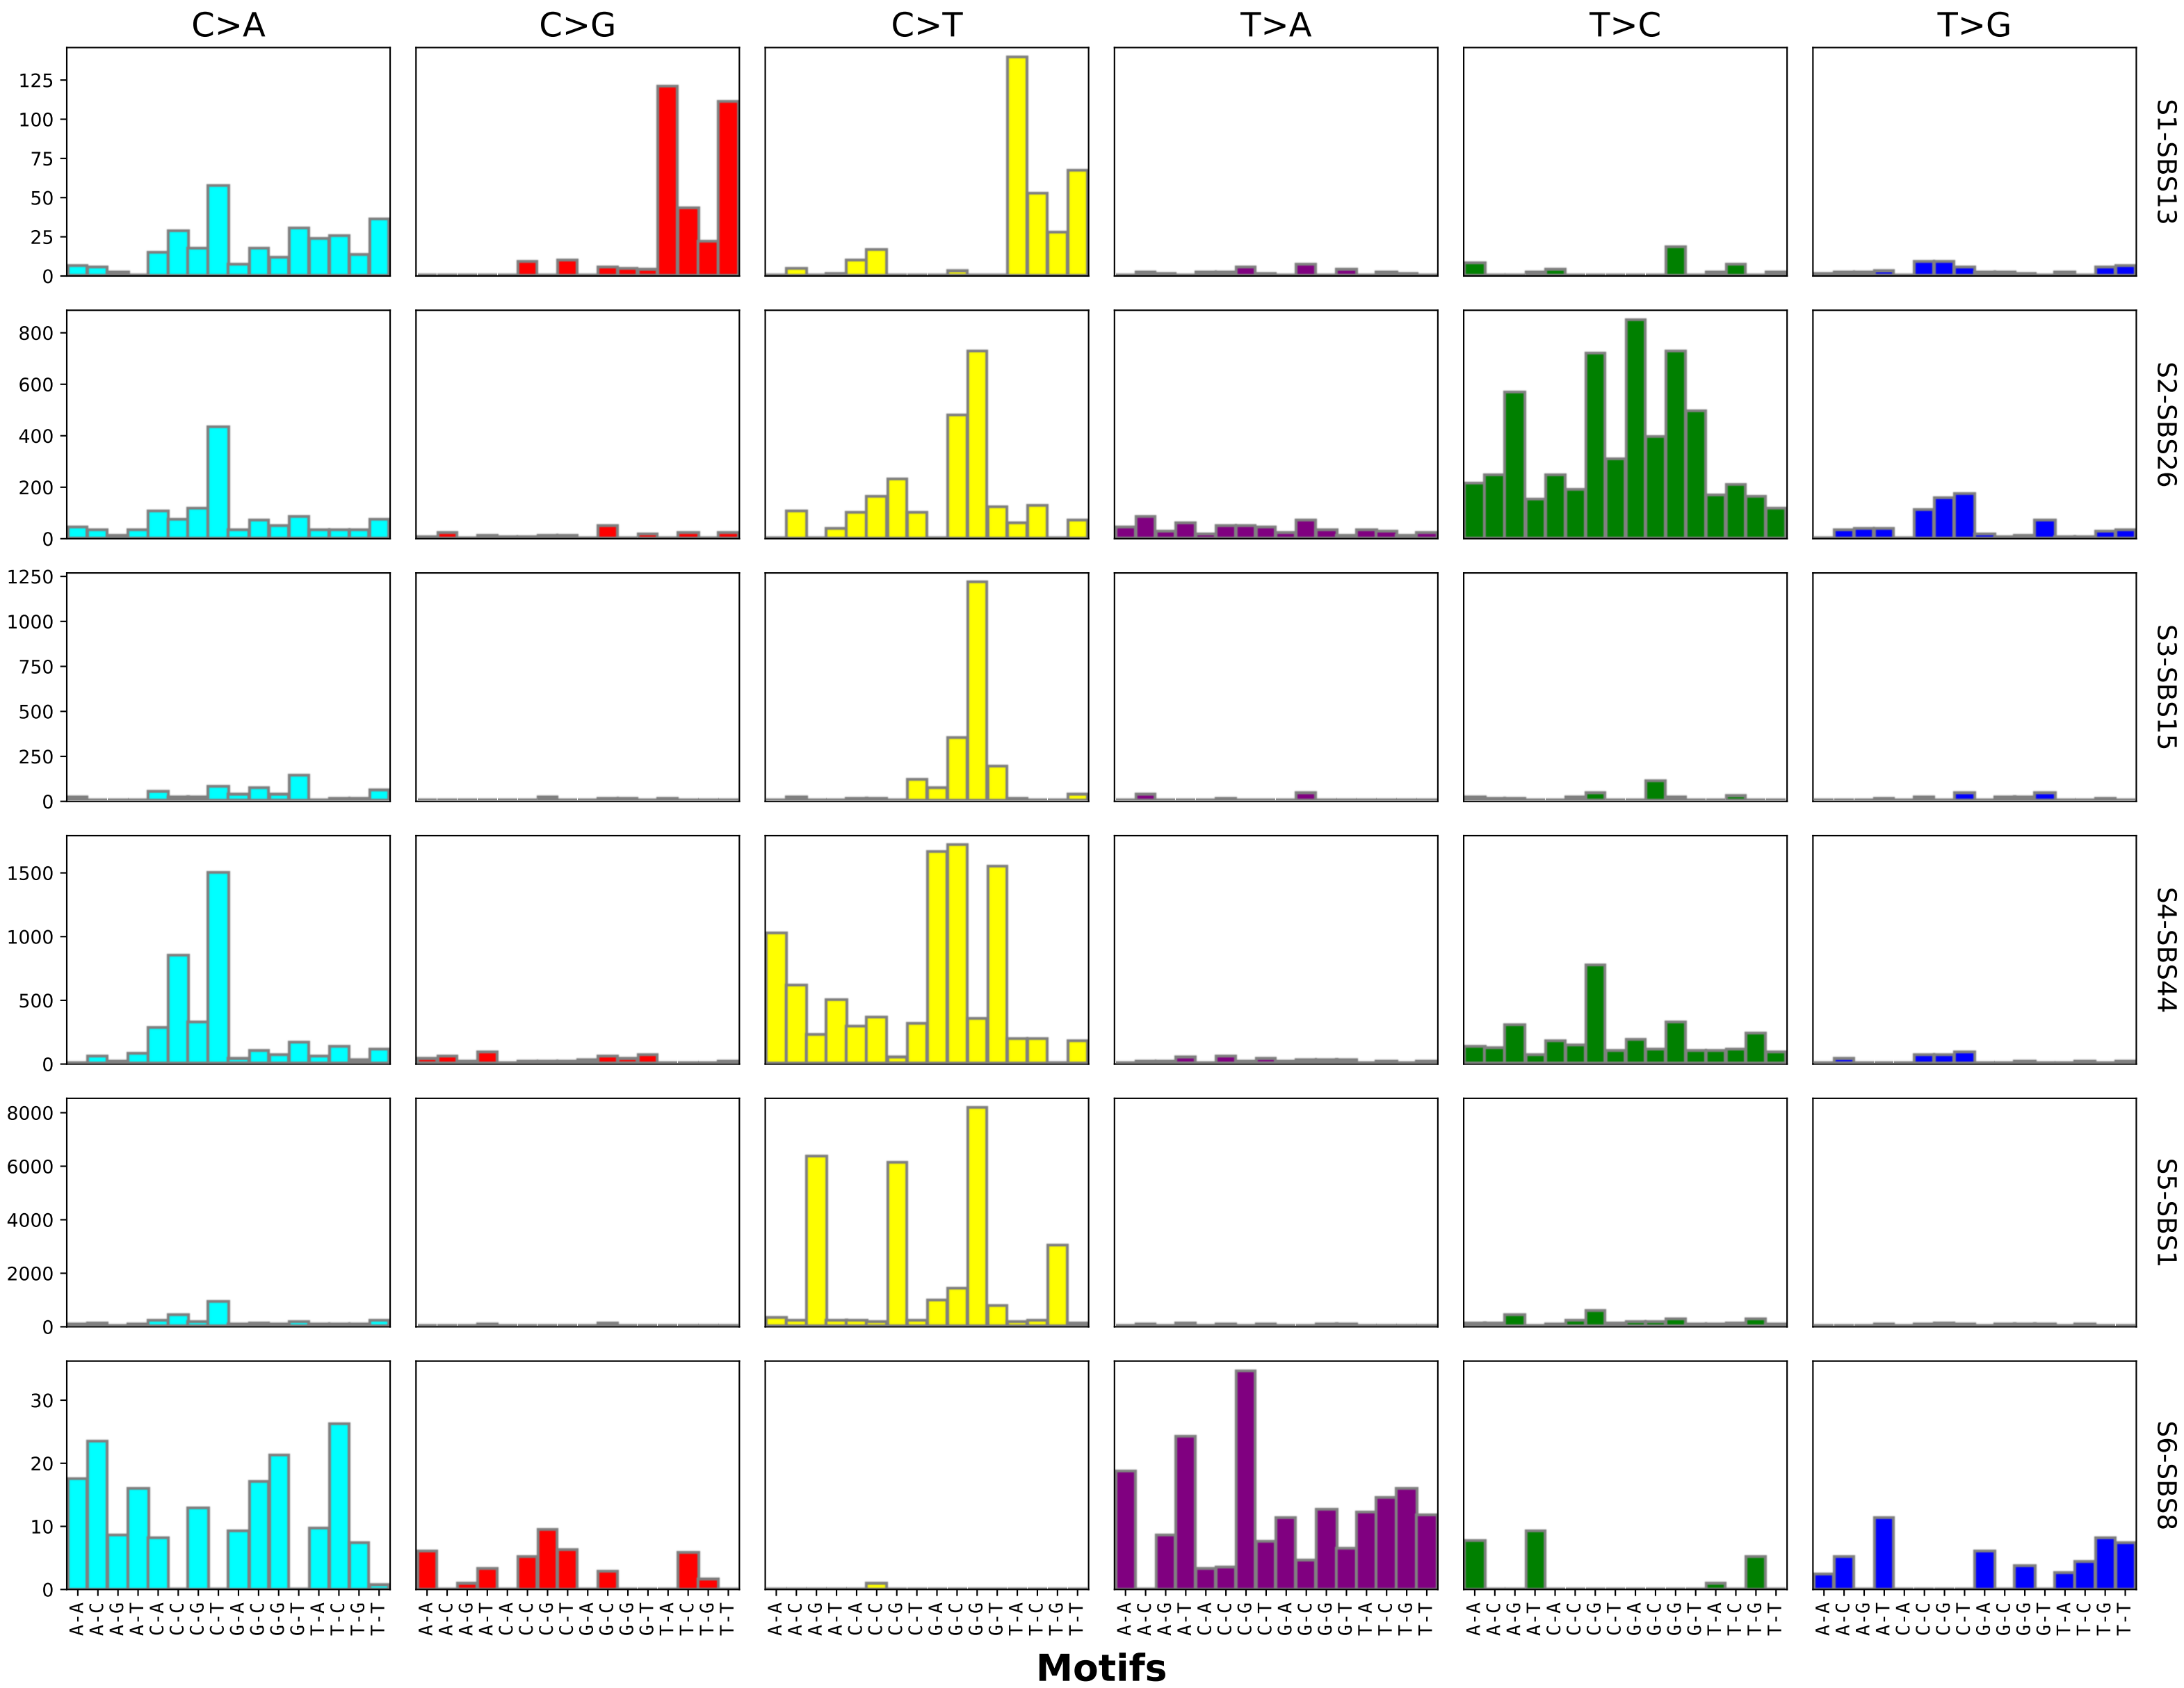 C>A C>G C>T T>A T>C T>G
125
100
75
50
25
0
S1-SBS13
800
600
400
200
0
S2-SBS26
1250
1000
750
500
250
0
S3-SBS15
1500
1000
500
0
S4-SBS44
8000
6000
4000
2000
0
S5-SBS1
30
20
10
0
S6-SBS8
A-A A-C A-G A-T C-A C-C C-G C-T G-A G-C G-G G-T T-A T-C T-G T-T
A-A A-C A-G A-T C-A C-C C-G C-T G-A G-C G-G G-T T-A T-C T-G T-T
A-A A-C A-G A-T C-A C-C C-G C-T G-A G-C G-G G-T T-A T-C T-G T-T
A-A A-C A-G A-T C-A C-C C-G C-T G-A G-C G-G G-T T-A T-C T-G T-T
A-A A-C A-G A-T C-A C-C C-G C-T G-A G-C G-G G-T T-A T-C T-G T-T
A-A A-C A-G A-T C-A C-C C-G C-T G-A G-C G-G G-T T-A T-C T-G T-T
Motifs